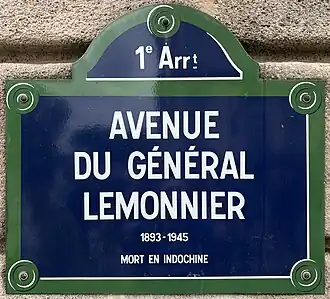 1e Arrt
AVENUE
DU GÉNÉRAL
LEMONNIER
1893-1945
MORT EN INDOCHINE